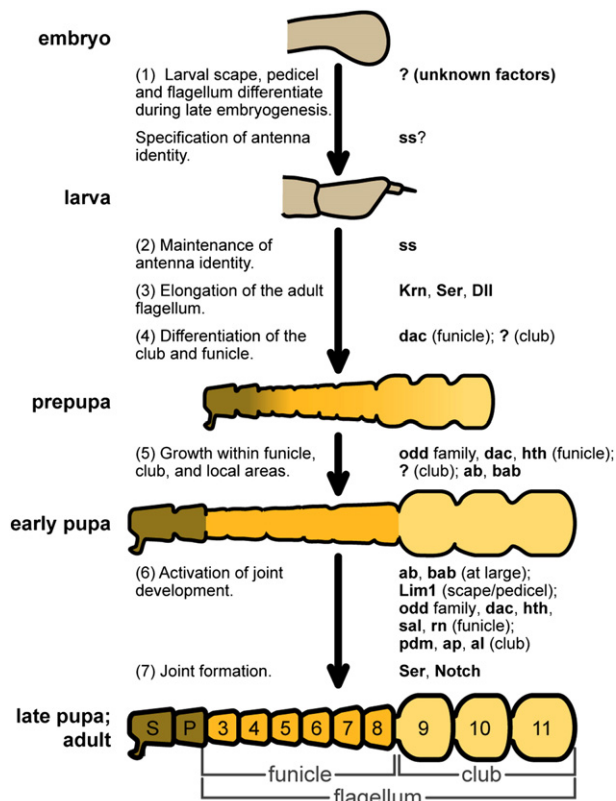 embryo
(1) Larval scape, pedicel
and flagellum differentiate
during late embryogenesis.
? (unknown factors)
Specification of antenna
identity.
ss?
larva
(2) Maintenance of
antenna identity.
ss
(3) Elongation of the adult
flagellum.
Krn, Ser, Dll
(4) Differentiation of the
club and funicle.
dac (funicle); ? (club)
prepupa
(5) Growth within funicle,
club, and local areas.
odd family, dac, hth (funicle);
? (club); ab, bab
early pupa
(6) Activation of joint
development.
ab, bab (at large);
Lim1 (scape/pedicel);
odd family, dac, hth,
sal, rn (funicle);
pdm, ap, al (club)
(7) Joint formation.
Ser, Notch
late pupa;
adult
S P 3 4 5 6 7 8 9 10 11
funicle club
flagellum